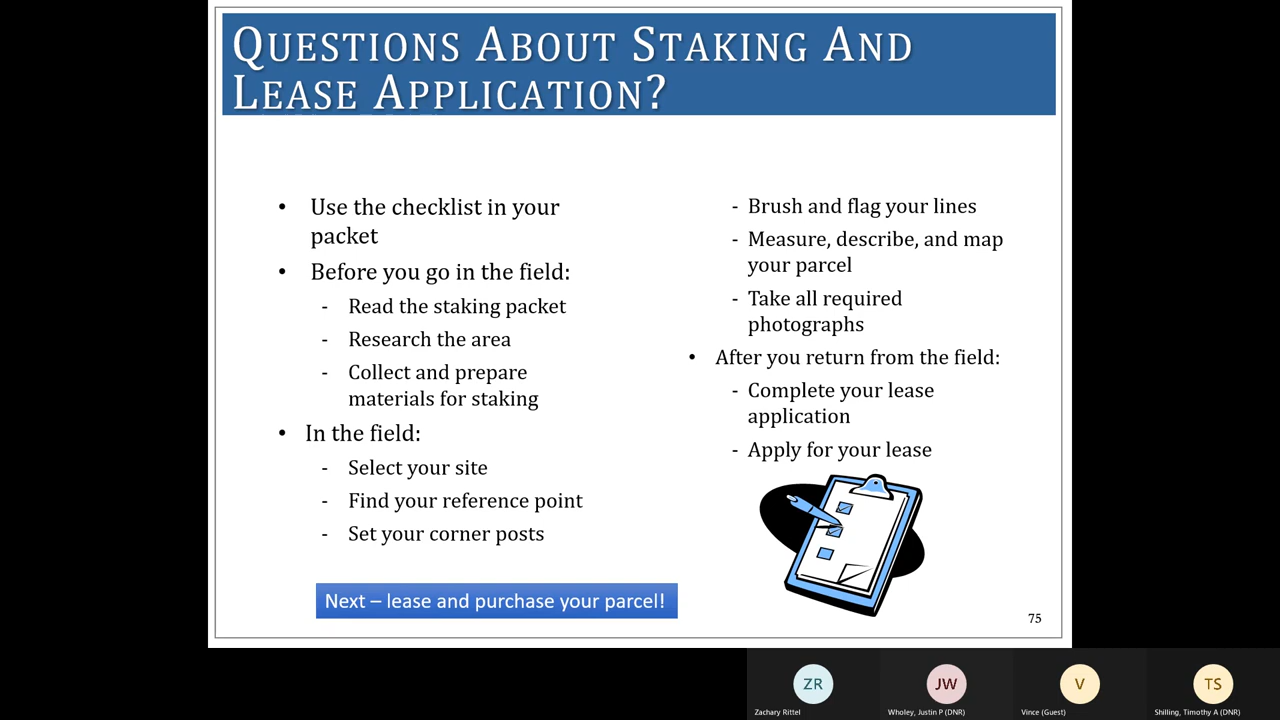 QUESTIONS ABOUT STAKING AND
LEASE APPLICATION?
• Use the checklist in your
packet
• Before you go in the field:
- Read the staking packet
- Research the area
- Collect and prepare
materials for staking
• In the field:
- Select your site
- Find your reference point
- Set your corner posts
- Brush and flag your lines
- Measure, describe, and map
your parcel
- Take all required
photographs
• After you return from the field:
- Complete your lease
application
- Apply for your lease
Next – lease and purchase your parcel!
75
ZR
JW
V
TS
Zachary Rittel
Wholey, Justin P (DNR)
Vince (Guest)
Shilling, Timothy A (DNR)